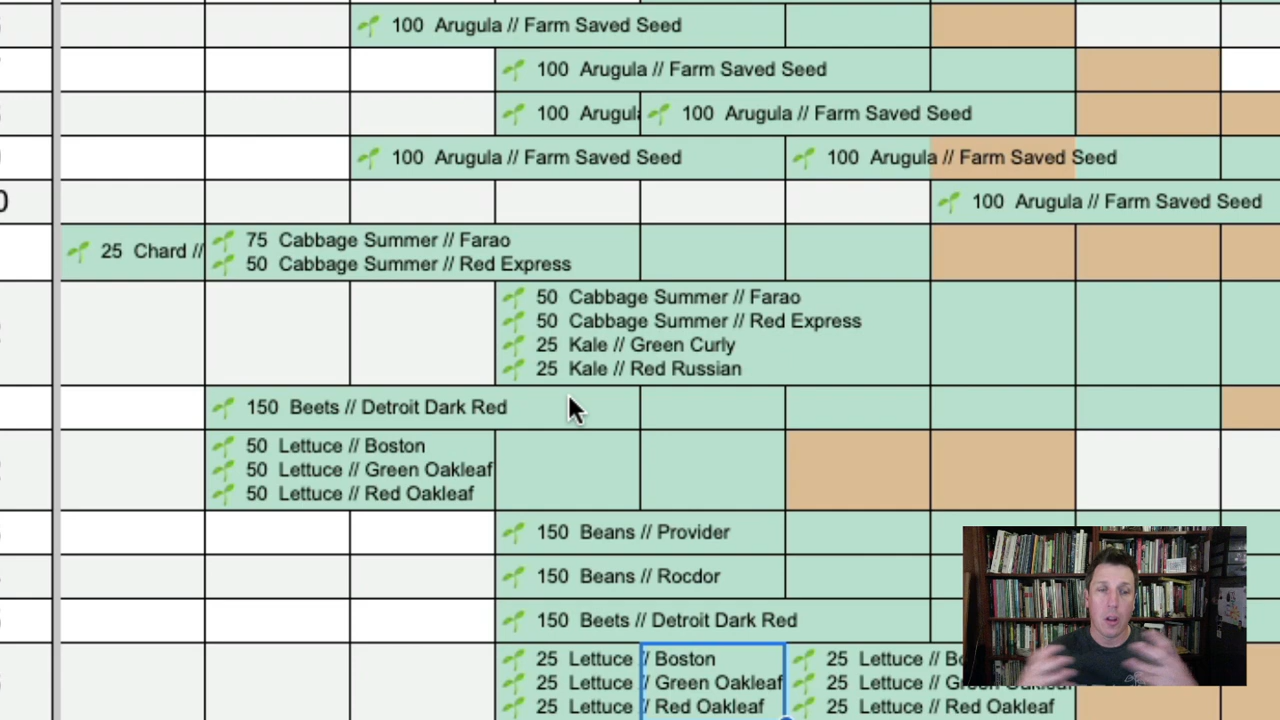 100 Arugula // Farm Saved Seed
100 Arugula // Farm Saved Seed
100 Arugula 100 Arugula // Farm Saved Seed
100 Arugula // Farm Saved Seed 100 Arugula // Farm Saved Seed
0 100 Arugula // Farm Saved Seed
25 Chard //
75 Cabbage Summer // Farao
50 Cabbage Summer // Red Express
50 Cabbage Summer // Farao
50 Cabbage Summer // Red Express
25 Kale // Green Curly
25 Kale // Red Russian
150 Beets // Detroit Dark Red
50 Lettuce // Boston
50 Lettuce // Green Oakleaf
50 Lettuce // Red Oakleaf
150 Beans // Provider
150 Beans // Rocdor
150 Beets // Detroit Dark Red
25 Lettuce // Boston 25 Lettuce // Bo
25 Lettuce // Green Oakleaf 25 Lettuce // Green Oakleaf
25 Lettuce // Red Oakleaf 25 Lettuce // Red Oakleaf